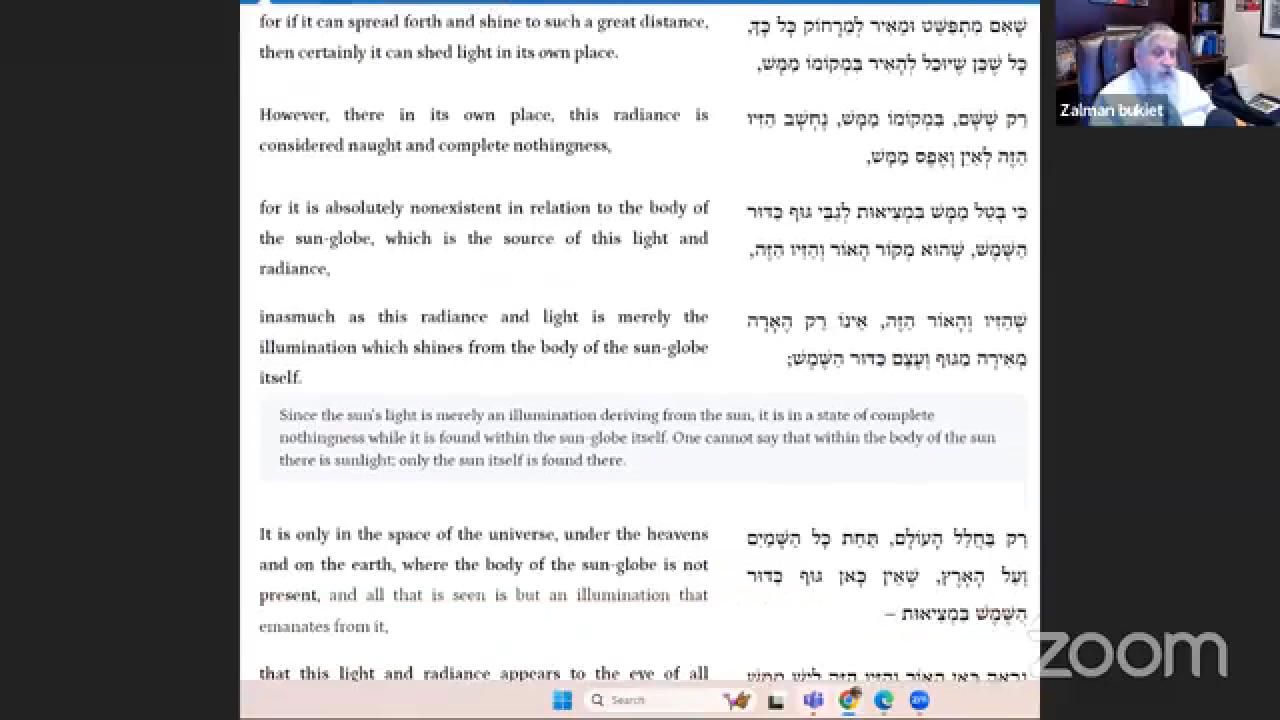 for if it can spread forth and shine to such a great distance,
then certainly it can shed light in its own place.
שֶׁאִם מִתְפַּשֵּׁט וּמֵאִיר לְמֵרָחוֹק כָּל כָּךְ,
כָּל שֶׁכֵּן שֶׁיּוּכַל לְהָאִיר בִּמְקוֹמוֹ מַמָּשׁ,
However, there in its own place, this radiance is
considered naught and complete nothingness,
רַק שֶׁשָּׁם, בִּמְקוֹמוֹ מַמָּשׁ, נֶחְשָׁב הַזִּיו
הַזֶּה לְאַיִן וָאֶפֶס מַמָּשׁ,
for it is absolutely nonexistent in relation to the body of
the sun-globe, which is the source of this light and
radiance,
כִּי בָּטֵל מַמָּשׁ בִּמְצִיאוּת לְגַבֵּי גּוּף כַּדּוּר
הַשֶּׁמֶשׁ, שֶׁהוּא מְקוֹר הָאוֹר וְהַזִּיו הַזֶּה,
inasmuch as this radiance and light is merely the
illumination which shines from the body of the sun-globe
itself.
שֶׁהַזִּיו וְהָאוֹר הַזֶּה, אֵינוֹ רַק הֶאָרָה
מְאִירָה מִגּוּף וְעֶצֶם כַּדּוּר הַשֶּׁמֶשׁ;
Since the sun's light is merely an illumination deriving from the sun, it is in a state of complete
nothingness while it is found within the sun-globe itself. One cannot say that within the body of the sun
there is sunlight; only the sun itself is found there.
It is only in the space of the universe, under the heavens
and on the earth, where the body of the sun-globe is not
present, and all that is seen is but an illumination that
emanates from it,
רַק בַּחֲלַל הָעוֹלָם, תַּחַת כָּל הַשָּׁמַיִם
וְעַל הָאָרֶץ, שֶׁאֵין כָּאן גּוּף כַּדּוּר
הַשֶּׁמֶשׁ בִּמְצִיאוּת –
that this light and radiance appears to the eye of all
Zalman bukiet
Search
zoom